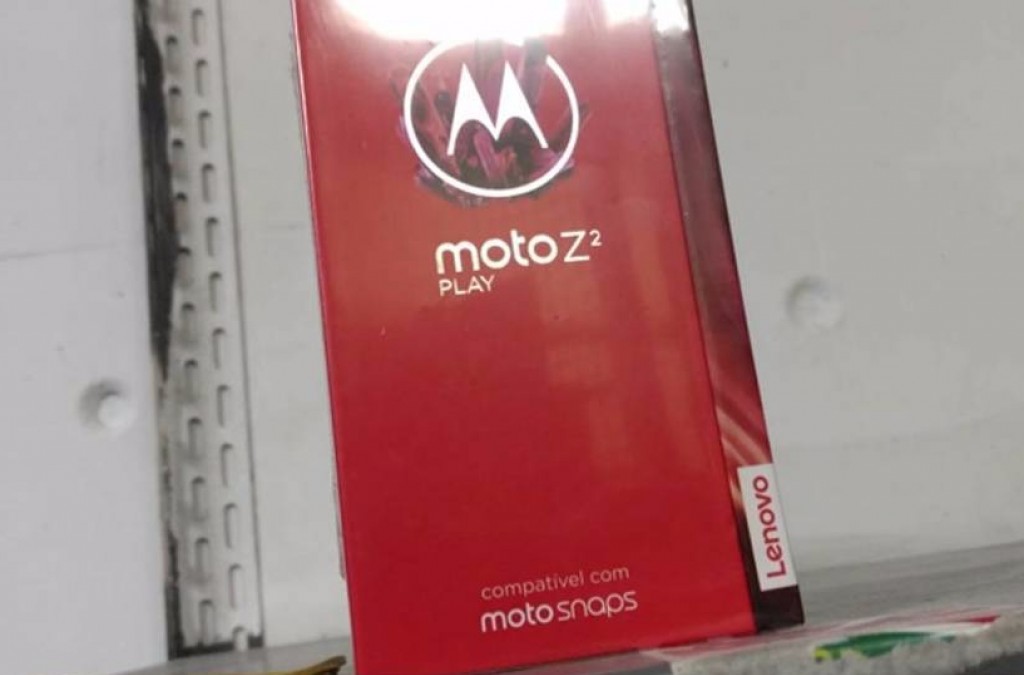 moto Z²
PLAY
compatível com
moto snaps
Lenovo